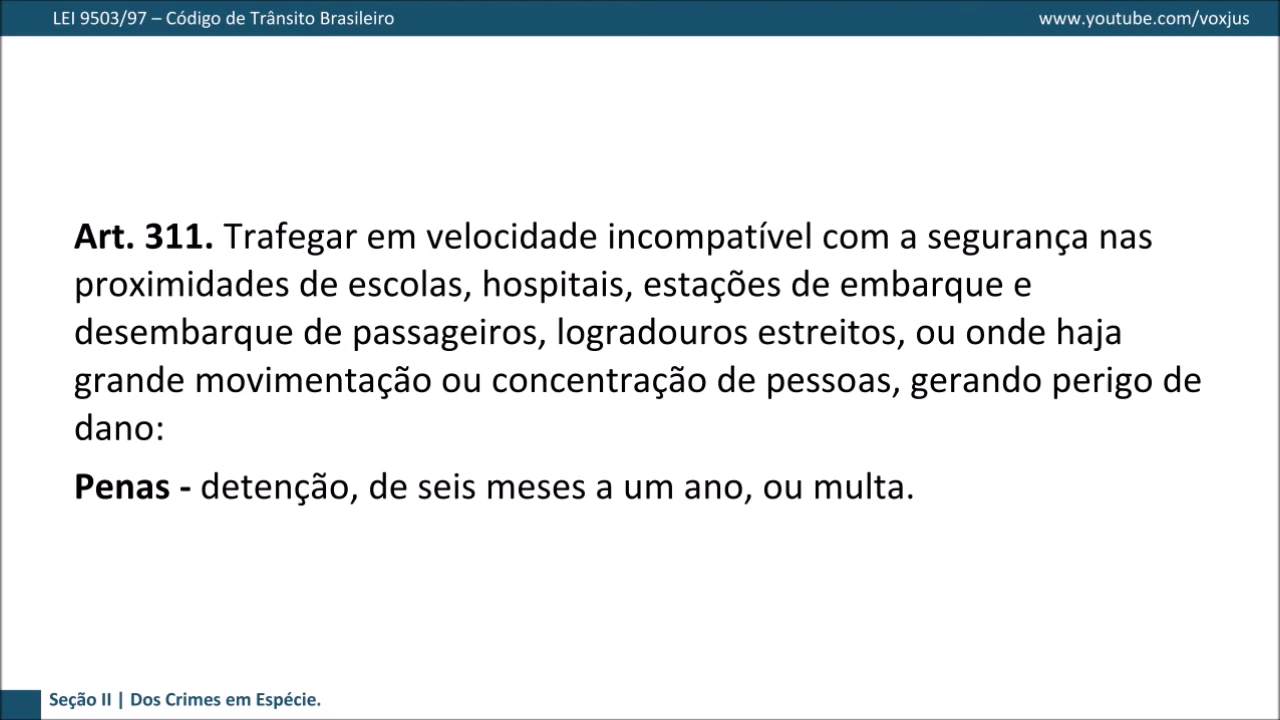 LEI 9503/97 – Código de Trânsito Brasileiro
www.youtube.com/voxjus
Art. 311. Trafegar em velocidade incompatível com a segurança nas
proximidades de escolas, hospitais, estações de embarque e
desembarque de passageiros, logradouros estreitos, ou onde haja
grande movimentação ou concentração de pessoas, gerando perigo de
dano:
Penas - detenção, de seis meses a um ano, ou multa.
Seção II | Dos Crimes em Espécie.